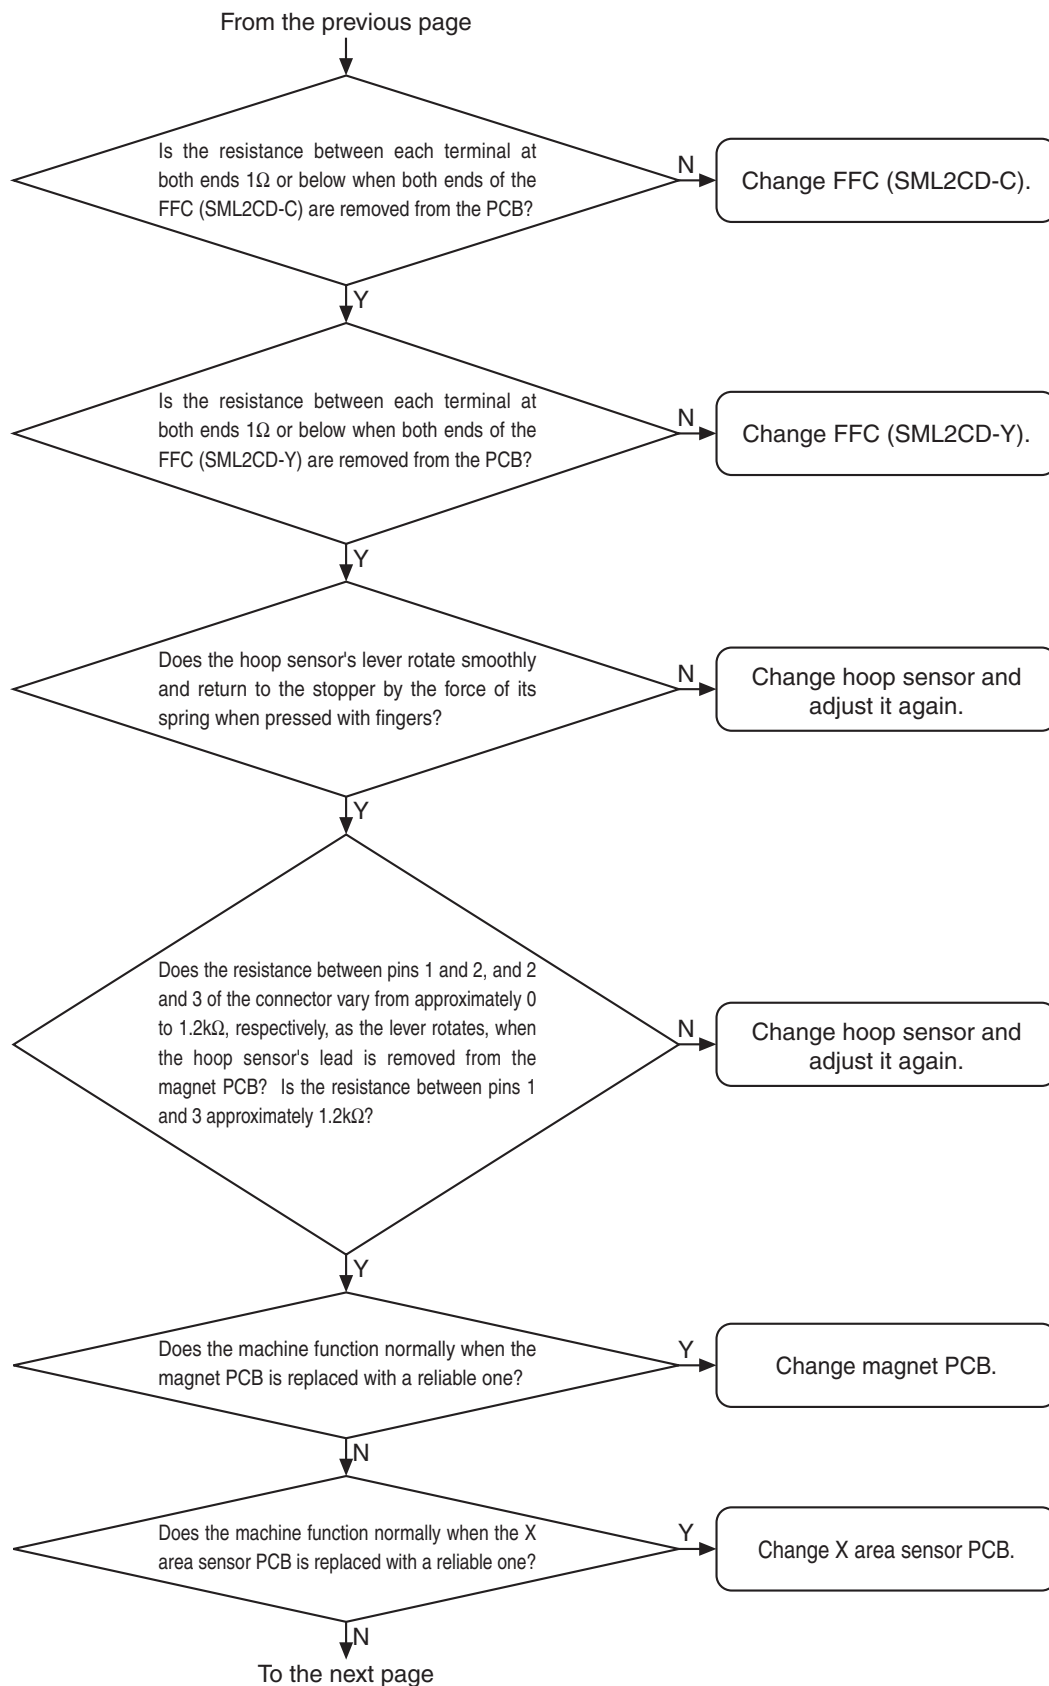 From the previous page
Is the resistance between each terminal at
both ends 1Ω or below when both ends of the
FFC (SML2CD-C) are removed from the PCB?
N
Change FFC (SML2CD-C).
Y
Is the resistance between each terminal at
both ends 1Ω or below when both ends of the
FFC (SML2CD-Y) are removed from the PCB?
N
Change FFC (SML2CD-Y).
Y
Does the hoop sensor's lever rotate smoothly
and return to the stopper by the force of its
spring when pressed with fingers?
N
Change hoop sensor and
adjust it again.
Y
Does the resistance between pins 1 and 2, and 2
and 3 of the connector vary from approximately 0
to 1.2kΩ, respectively, as the lever rotates, when
the hoop sensor's lead is removed from the
magnet PCB? Is the resistance between pins 1
and 3 approximately 1.2kΩ?
N
Change hoop sensor and
adjust it again.
Y
Does the machine function normally when the
magnet PCB is replaced with a reliable one?
Y
Change magnet PCB.
N
Does the machine function normally when the X
area sensor PCB is replaced with a reliable one?
Y
Change X area sensor PCB.
N
To the next page